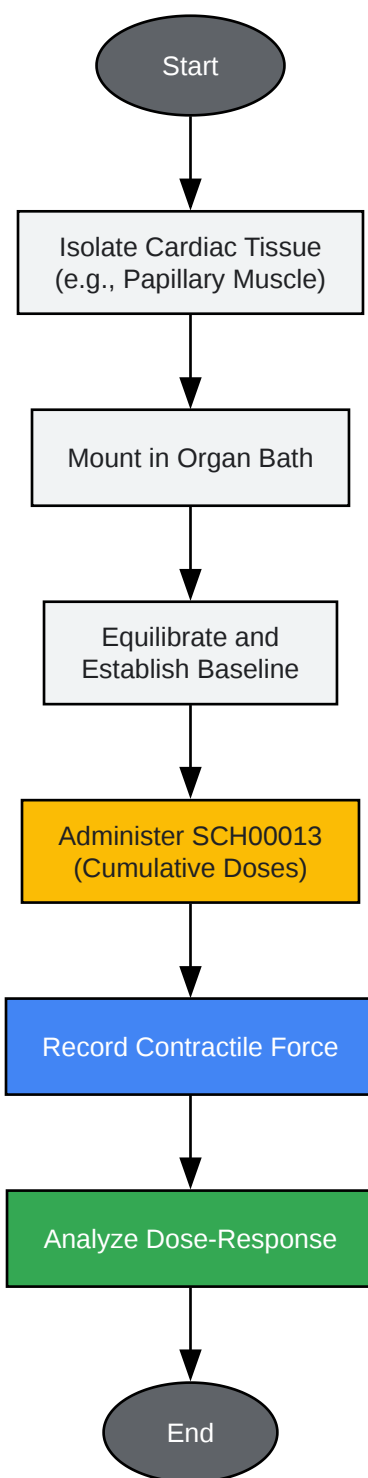 Start
Isolate Cardiac Tissue
(e.g., Papillary Muscle)
Mount in Organ Bath
Equilibrate and
Establish Baseline
Administer SCH00013
(Cumulative Doses)
Record Contractile Force
Analyze Dose-Response
End